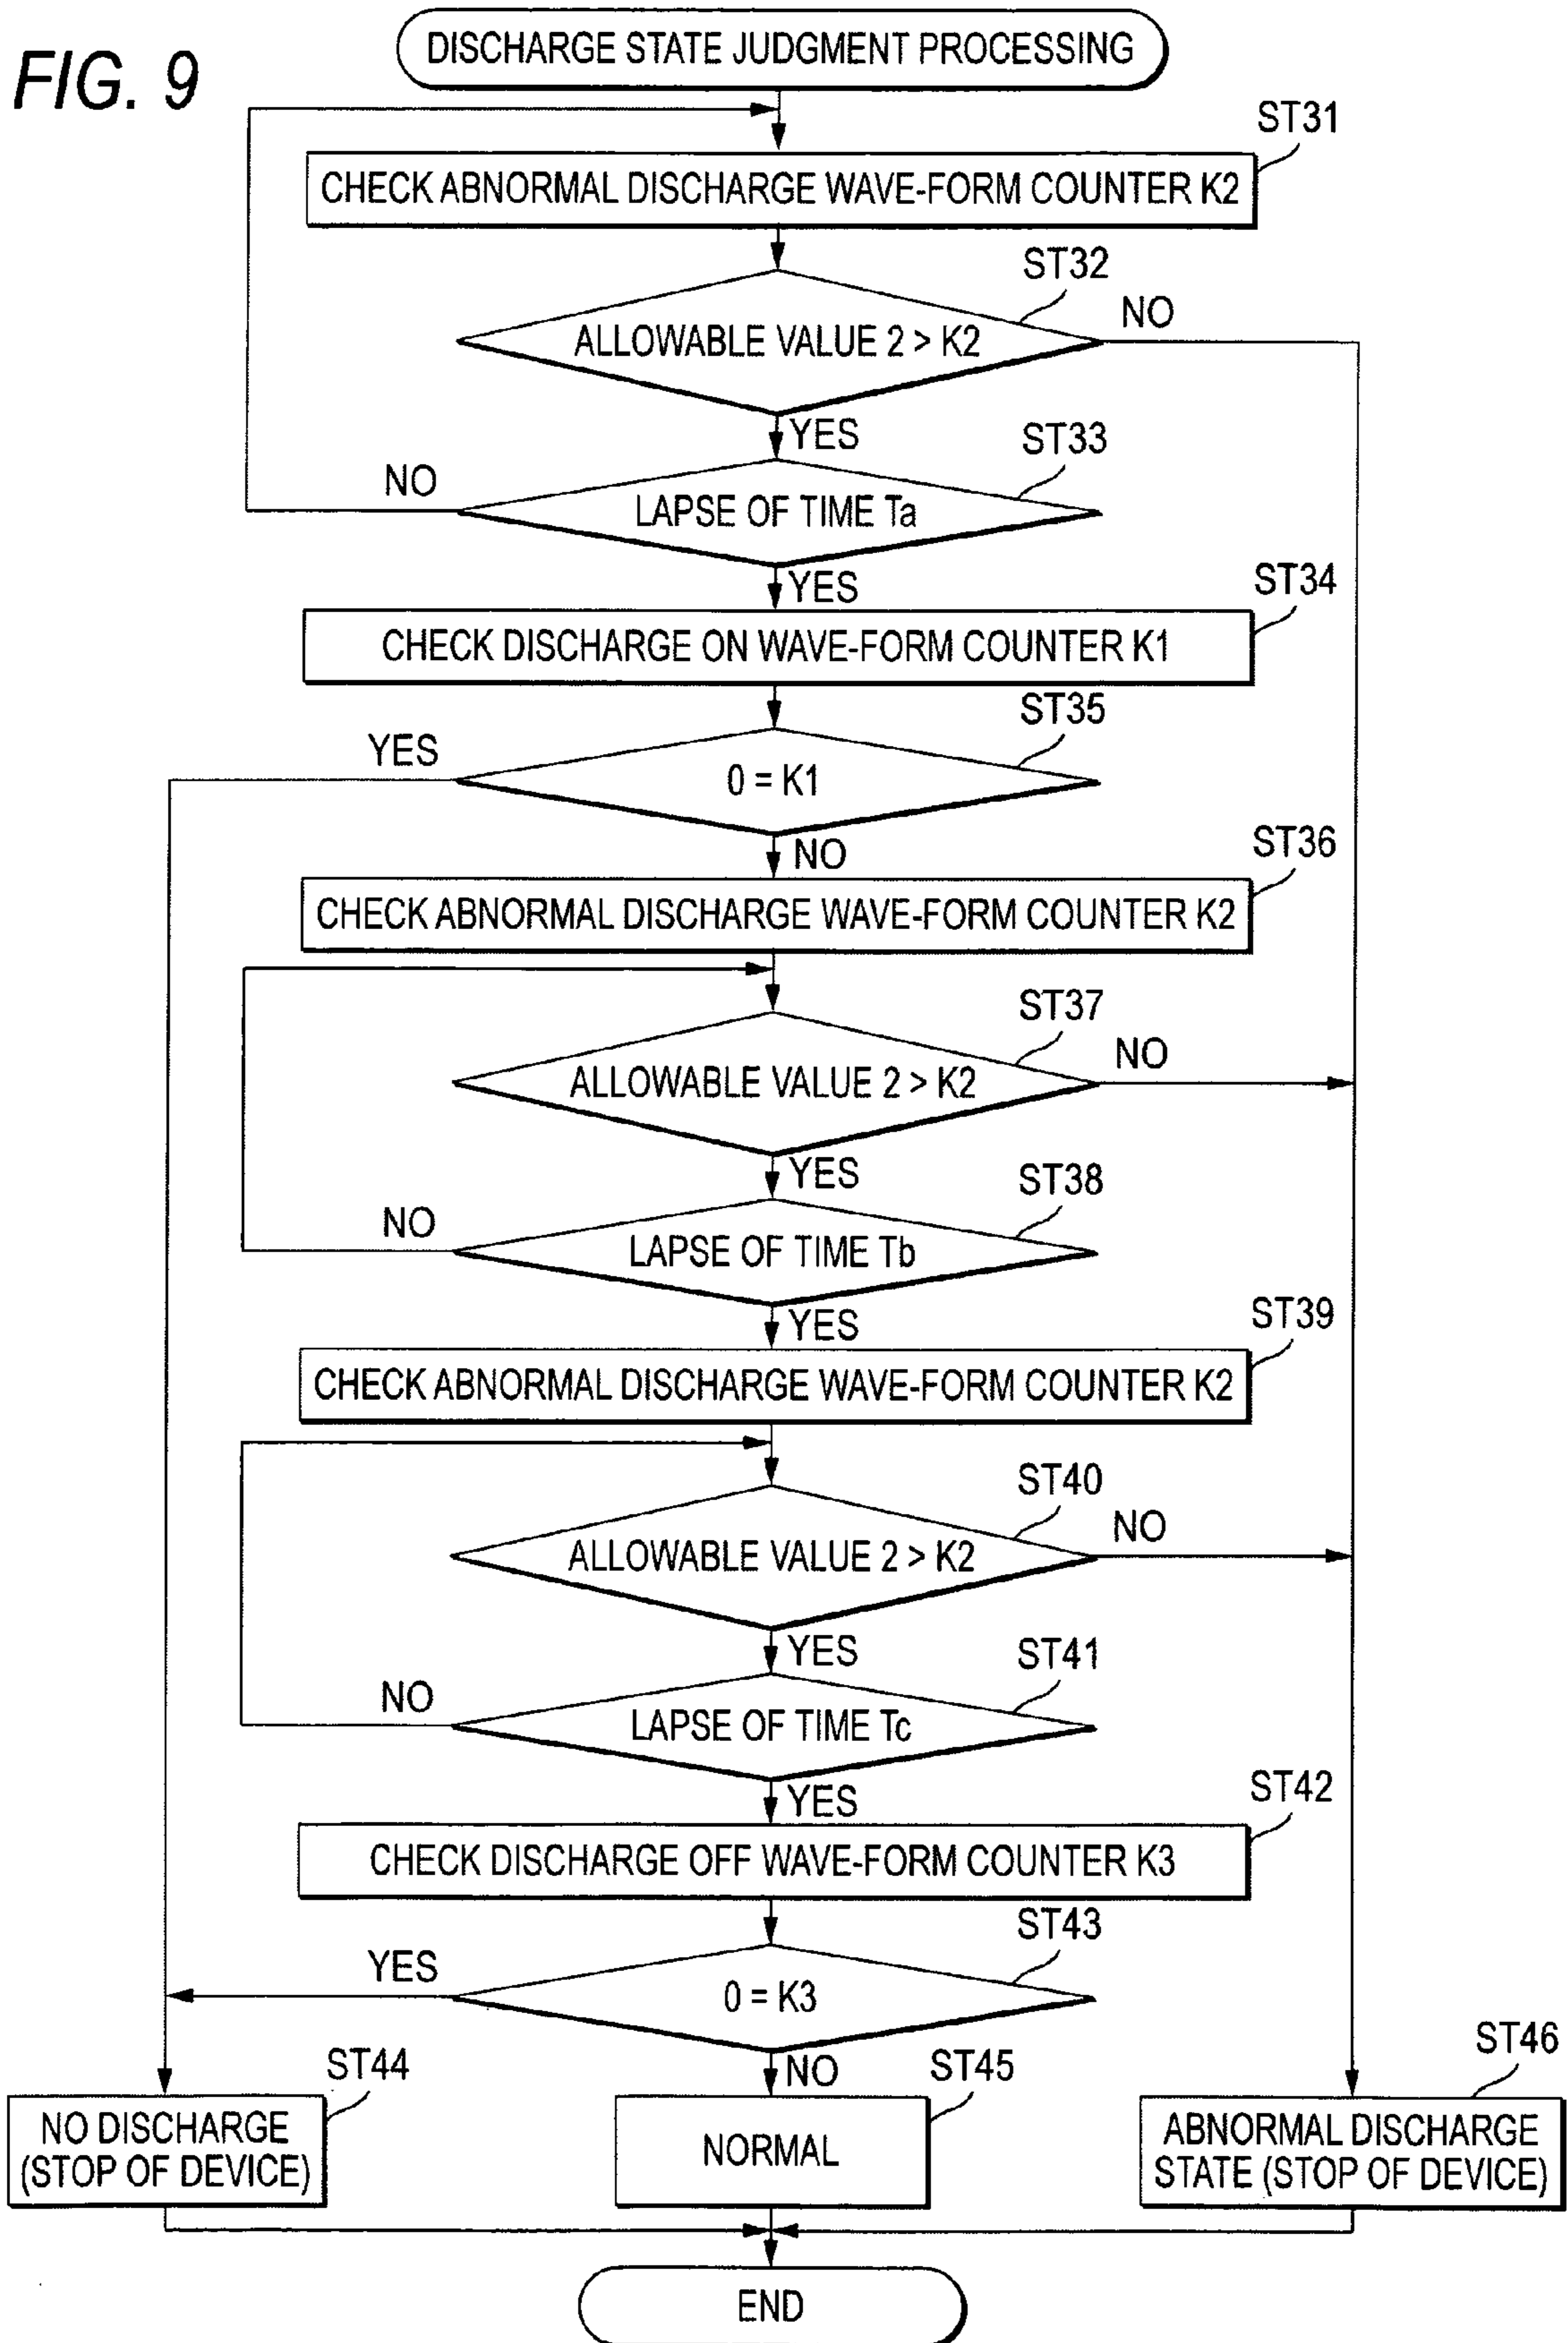 FIG. 9
DISCHARGE STATE JUDGMENT PROCESSING
ST31
CHECK ABNORMAL DISCHARGE WAVE-FORM COUNTER K2
ST32
NO
ALLOWABLE VALUE 2 > K2
YES
ST33
NO
LAPSE OF TIME Ta
YES
ST34
CHECK DISCHARGE ON WAVE-FORM COUNTER K1
ST35
YES
0 = K1
NO
ST36
CHECK ABNORMAL DISCHARGE WAVE-FORM COUNTER K2
ST37
NO
ALLOWABLE VALUE 2 > K2
YES
ST38
NO
LAPSE OF TIME Tb
YES
ST39
CHECK ABNORMAL DISCHARGE WAVE-FORM COUNTER K2
ST40
NO
ALLOWABLE VALUE 2 > K2
YES
ST41
NO
LAPSE OF TIME Tc
YES
ST42
CHECK DISCHARGE OFF WAVE-FORM COUNTER K3
ST43
YES
0 = K3
NO
ST44
NO DISCHARGE
(STOP OF DEVICE)
ST45
NORMAL
ST46
ABNORMAL DISCHARGE
STATE (STOP OF DEVICE)
END